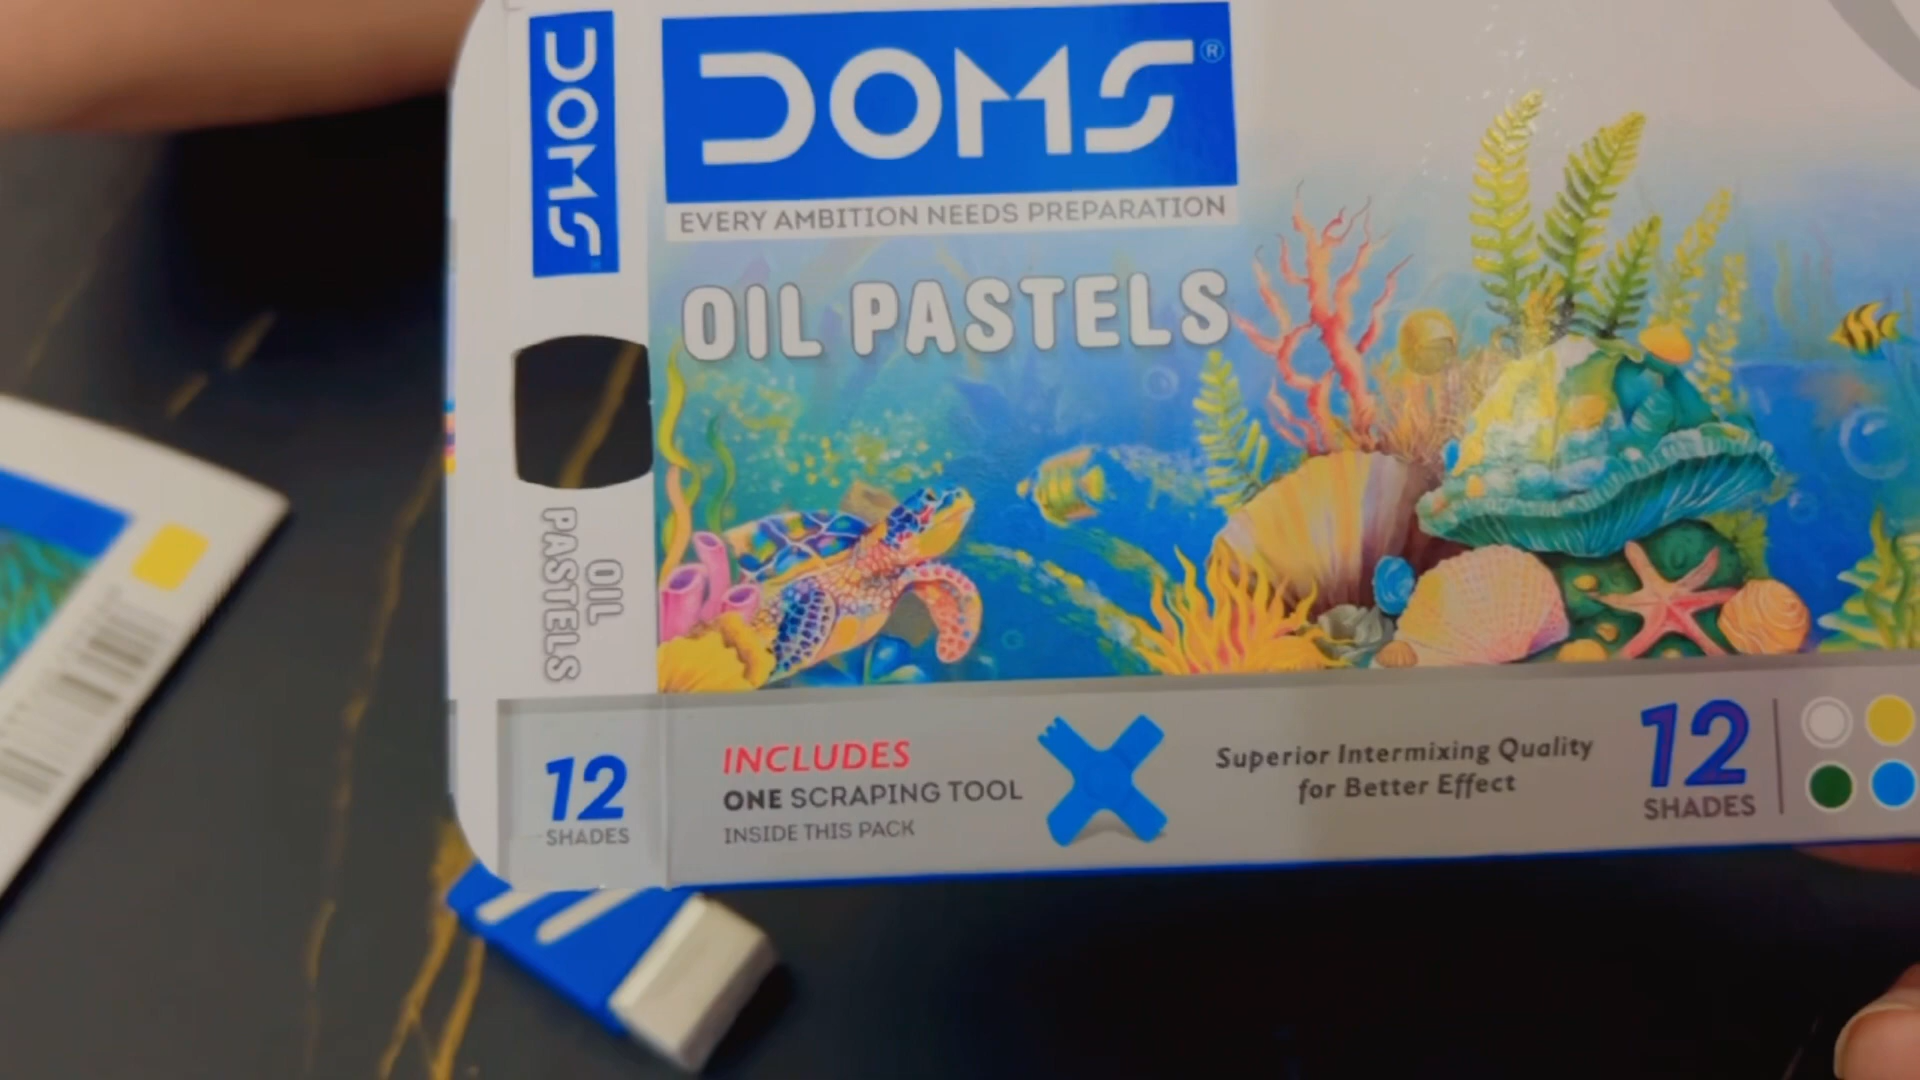 DOMS
DOMS®
EVERY AMBITION NEEDS PREPARATION
OIL PASTELS
OIL
PASTELS
12
SHADES
INCLUDES
ONE SCRAPING TOOL
INSIDE THIS PACK
Superior Intermixing Quality
for Better Effect
12
SHADES